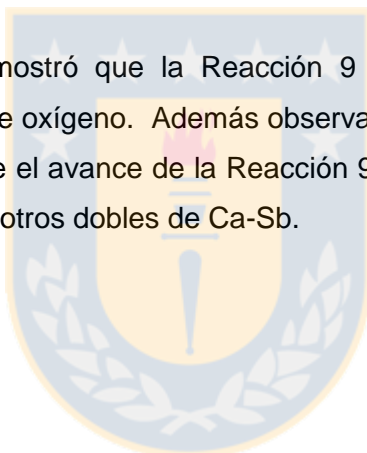 mostró que la Reacción 9
e oxígeno. Además observa
e el avance de la Reacción 9
otros dobles de Ca-Sb.